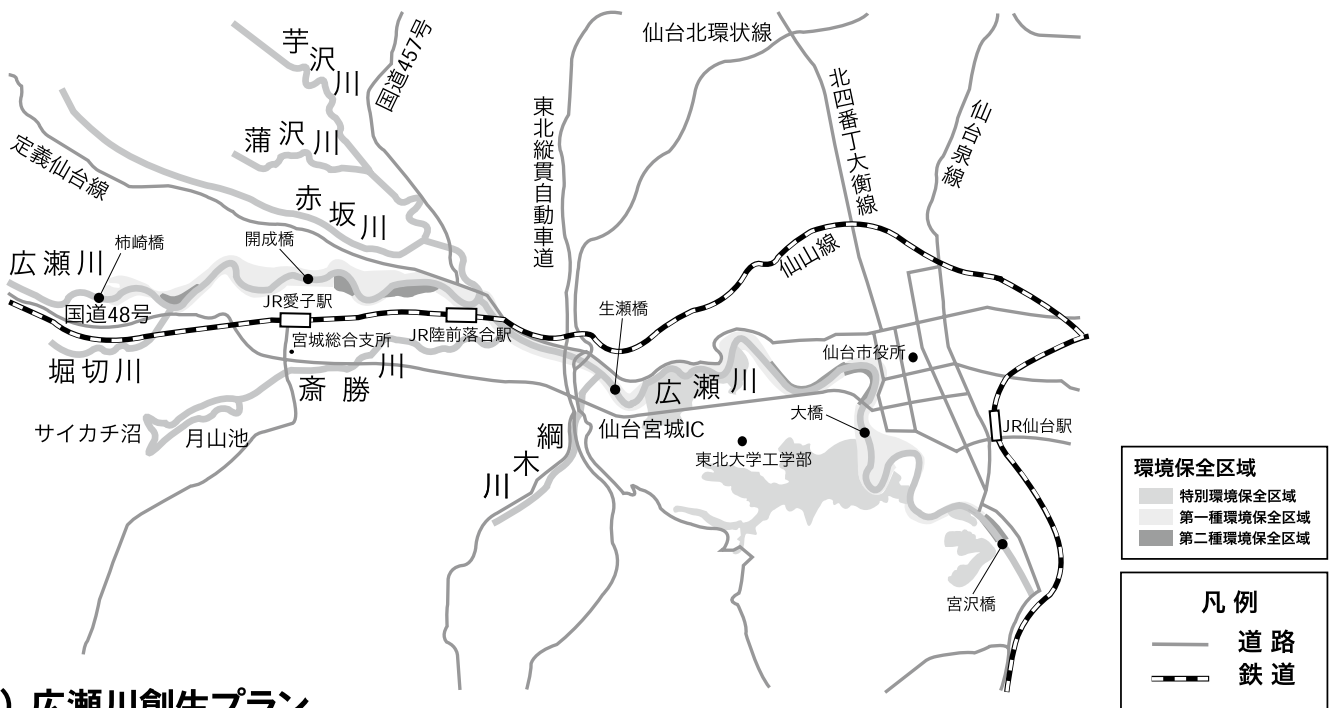 芋沢川
国道457号
仙台北環状線
蒲沢川
東北縦貫自動車道
北四番丁大衡線
仙台泉線
定義仙台線
赤坂川
柿崎橋
開成橋
広瀬川
仙山線
JR愛子駅
国道48号
生瀬橋
宮城総合支所
JR陸前落合駅
仙台市役所
堀切川
斎勝川
広瀬川
大橋
サイカチ沼
月山池
仙台宮城IC
JR仙台駅
綱木川
東北大学工学部
宮沢橋
環境保全区域
特別環境保全区域
第一種環境保全区域
第二種環境保全区域
凡例
道路
鉄道
）広瀬川創生プラン